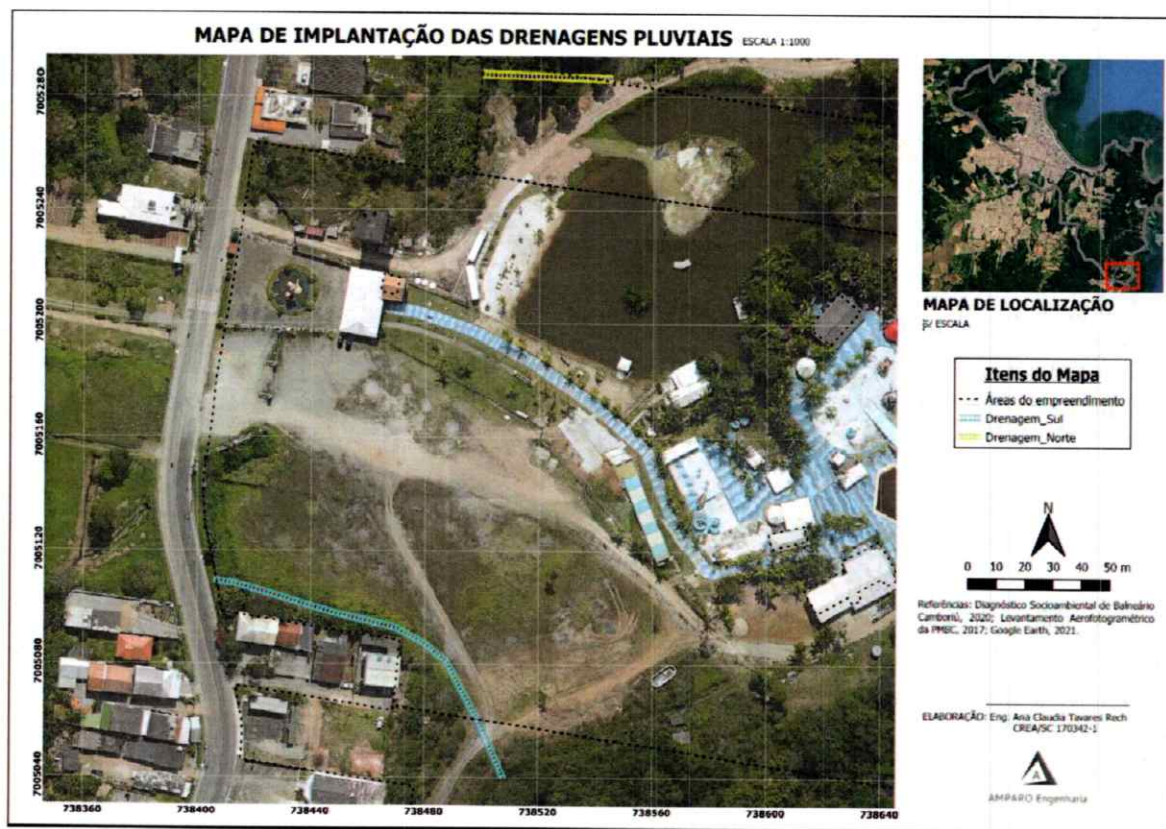 MAPA DE IMPLANTAÇÃO DAS DRENAGENS PLUVIAIS ESCALA 1:1000
7005280
7005240
7005200
7005160
7005120
7005080
7005040
738360 738400 738440 738480 738520 738560 738600 738640
MAPA DE LOCALIZAÇÃO
S/ ESCALA
Itens do Mapa
Áreas do empreendimento
Drenagem_Sul
Drenagem_Norte
N
0 10 20 30 40 50 m
Referências: Diagnóstico Socioambiental de Balneário
Camboriú, 2020; Levantamento Aerofotogramétrico
da PMBC, 2017; Google Earth, 2021.
ELABORAÇÃO: Eng. Ana Claudia Tavares Rech
CREA/SC 170342-1
A
AMPARO Engenharia